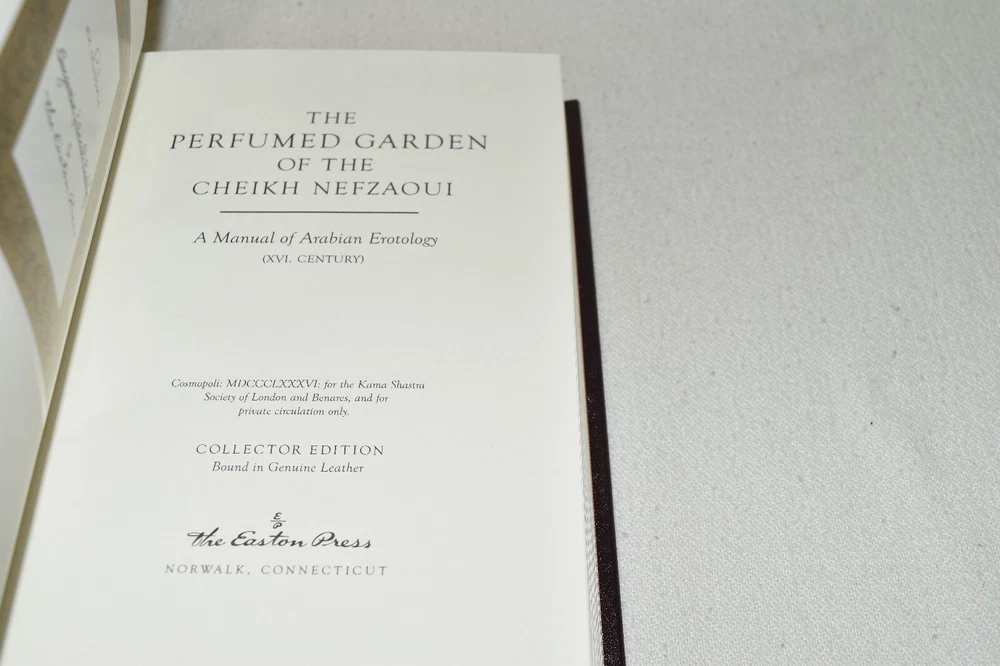 THE
PERFUMED GARDEN
OF THE
CHEIKH NEFZAOUI
A Manual of Arabian Erotology
(XVI. CENTURY)
Cosmopoli: MDCCCLXXXVI: for the Kama Shastra
Society of London and Benares, and for
private circulation only.
COLLECTOR EDITION
Bound in Genuine Leather
E
P
the Easton Press
NORWALK, CONNECTICUT